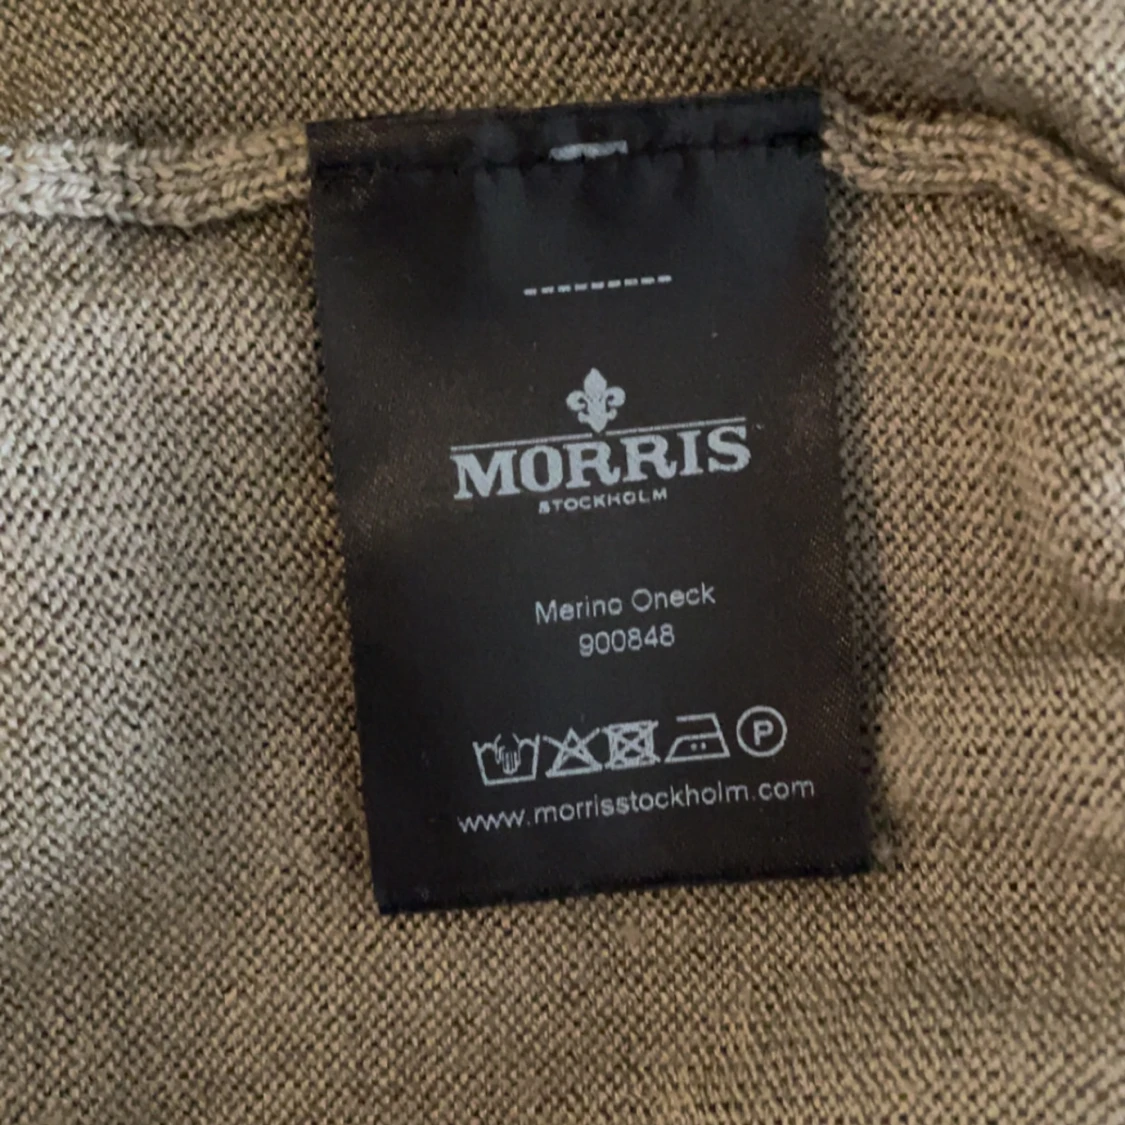 MORRIS
STOCKHOLM
Merino Oneck
900848
P
www.morrisstockholm.com